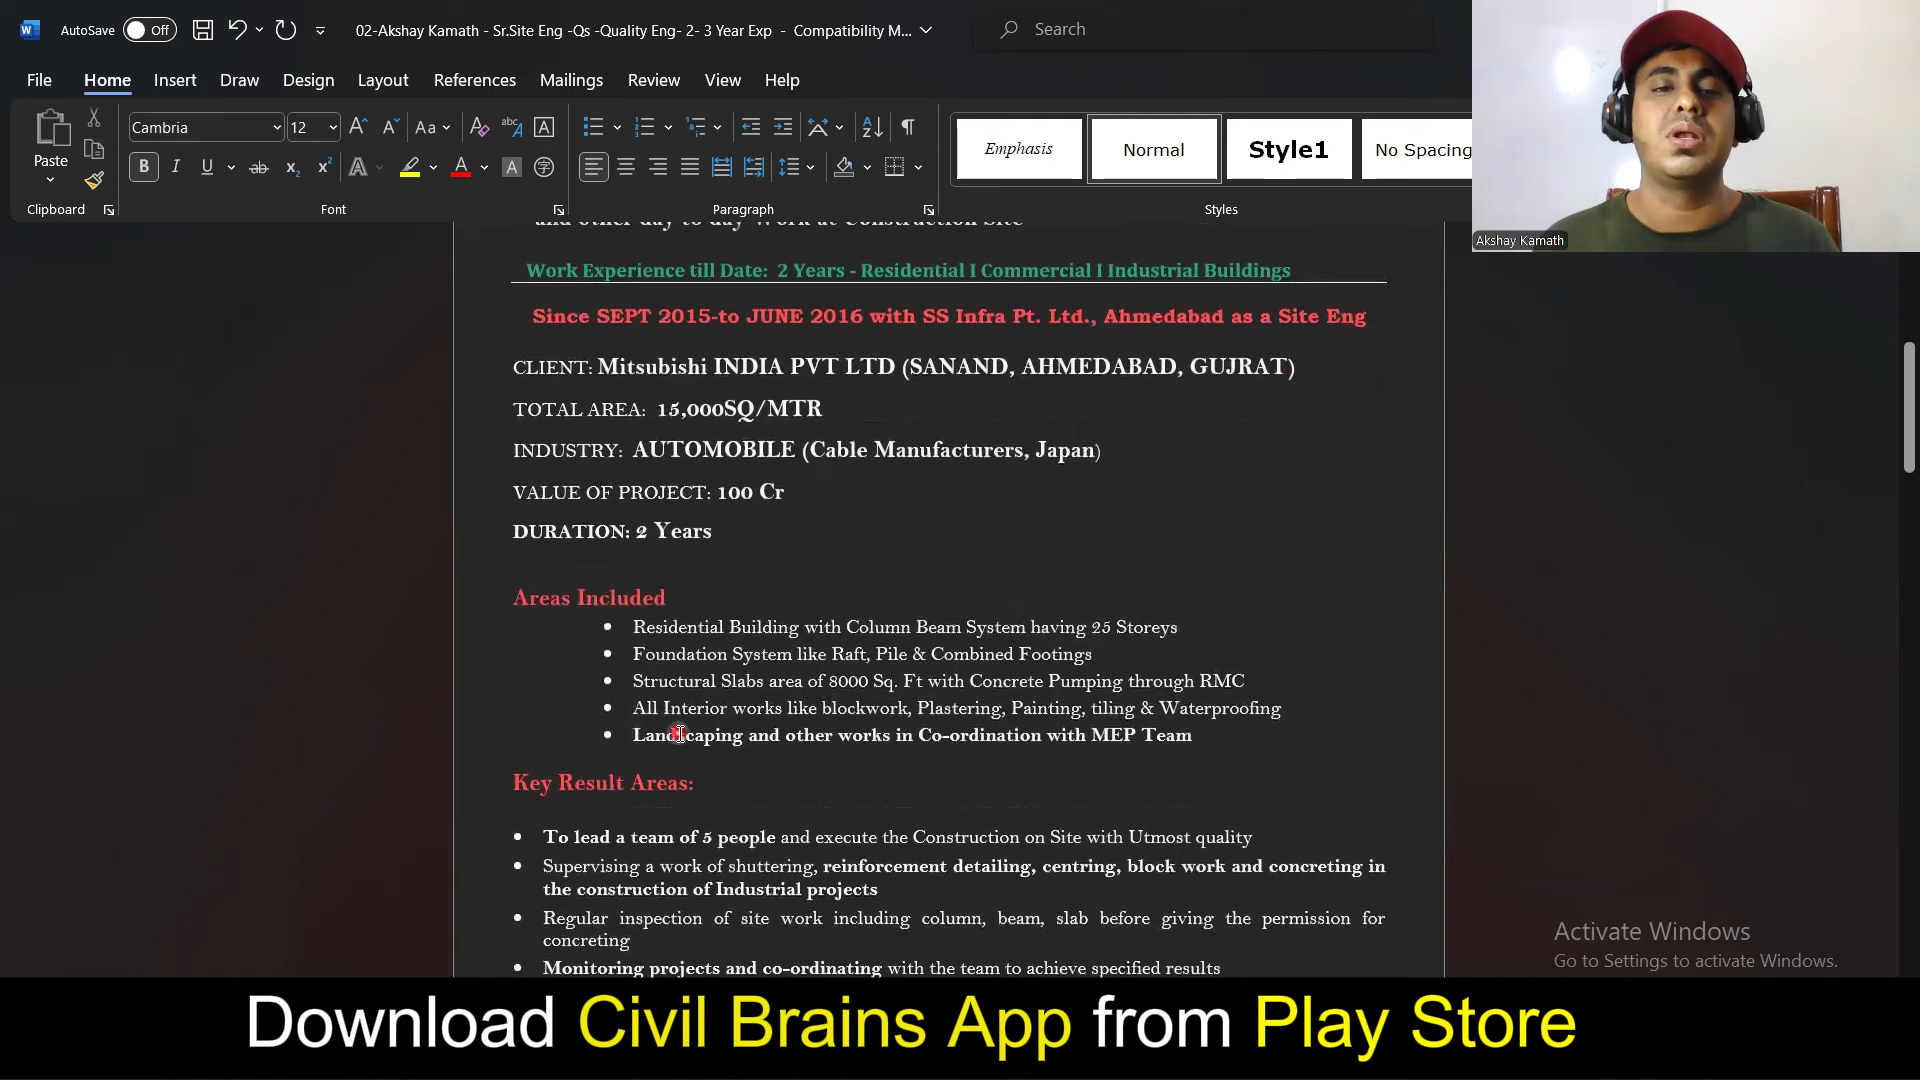 AutoSave Off 02-Akshay Kamath - Sr.Site Eng -Qs -Quality Eng- 2- 3 Year Exp - Compatibility M... Search
File Home Insert Draw Design Layout References Mailings Review View Help
Paste Cambria 12 Aa Emphasis Normal Style1 No Spacing
Clipboard Font Paragraph Styles
Akshay Kamath
and other day to day Work at Construction Site
Work Experience till Date: 2 Years - Residential I Commercial I Industrial Buildings
Since SEPT 2015-to JUNE 2016 with SS Infra Pt. Ltd., Ahmedabad as a Site Eng
CLIENT: Mitsubishi INDIA PVT LTD (SANAND, AHMEDABAD, GUJRAT)
TOTAL AREA: 15,000SQ/MTR
INDUSTRY: AUTOMOBILE (Cable Manufacturers, Japan)
VALUE OF PROJECT: 100 Cr
DURATION: 2 Years
Areas Included
• Residential Building with Column Beam System having 25 Storeys
• Foundation System like Raft, Pile & Combined Footings
• Structural Slabs area of 8000 Sq. Ft with Concrete Pumping through RMC
• All Interior works like blockwork, Plastering, Painting, tiling & Waterproofing
• Landscaping and other works in Co-ordination with MEP Team
Key Result Areas:
• To lead a team of 5 people and execute the Construction on Site with Utmost quality
• Supervising a work of shuttering, reinforcement detailing, centring, block work and concreting in
the construction of Industrial projects
• Regular inspection of site work including column, beam, slab before giving the permission for
concreting
• Monitoring projects and co-ordinating with the team to achieve specified results
Activate Windows
Go to Settings to activate Windows.
Download Civil Brains App from Play Store